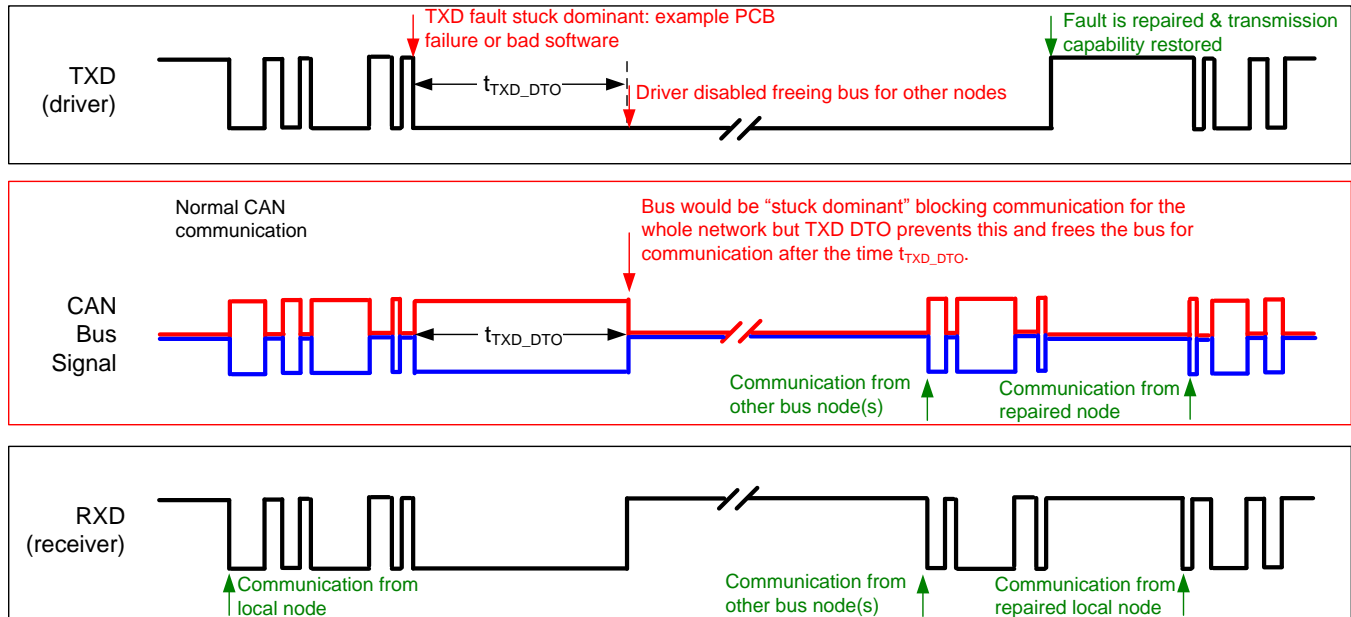 TXD fault stuck dominant: example PCB
failure or bad software
Fault is repaired & transmission
capability restored
TXD
(driver)
tTXD_DTO
Driver disabled freeing bus for other nodes
Normal CAN
communication
Bus would be “stuck dominant” blocking communication for the
whole network but TXD DTO prevents this and frees the bus for
communication after the time tTXD_DTO.
CAN
Bus
Signal
tTXD_DTO
Communication from
other bus node(s)
Communication from
repaired node
RXD
(receiver)
Communication from
local node
Communication from
other bus node(s)
Communication from
repaired local node